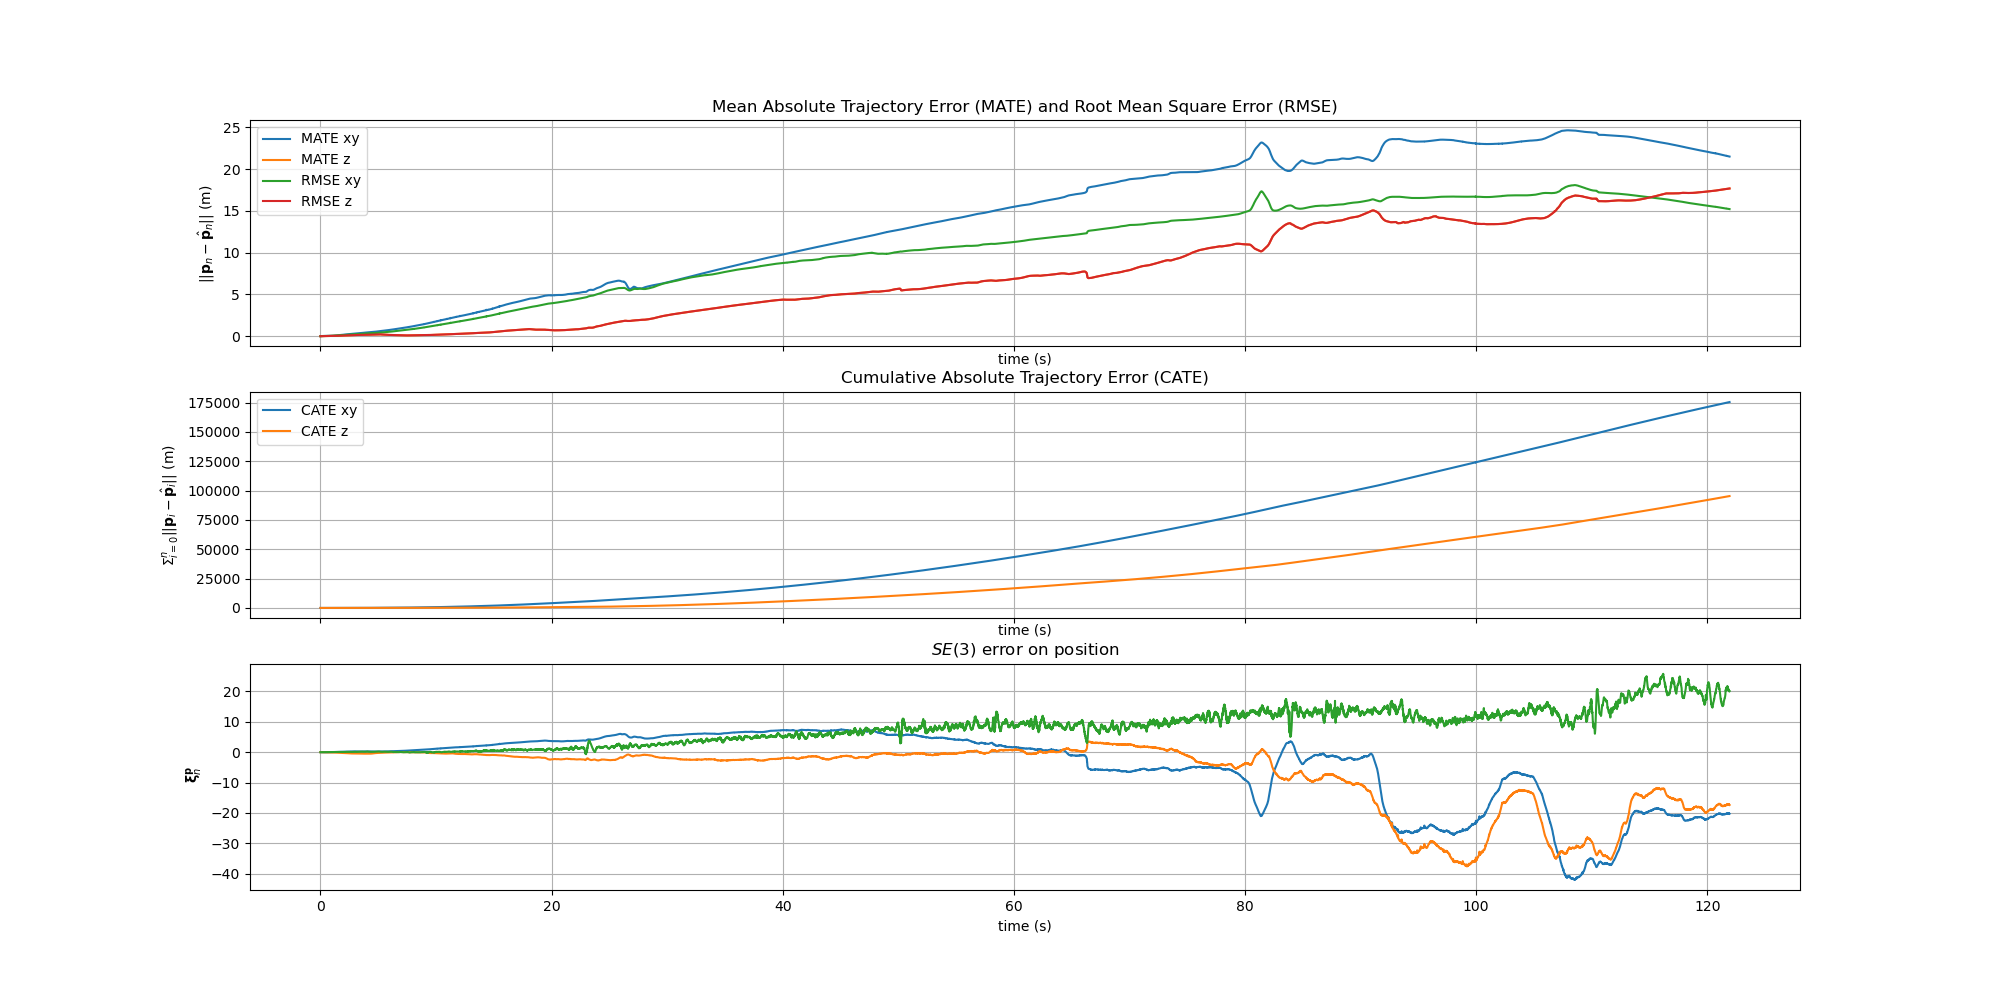 Mean Absolute Trajectory Error (MATE) and Root Mean Square Error (RMSE)
||𝐩ₙ − 𝐩̂ₙ|| (m)
25
20
15
10
5
0
MATE xy
MATE z
RMSE xy
RMSE z
time (s)
Cumulative Absolute Trajectory Error (CATE)
Σⁿᵢ₌₀||𝐩ᵢ − 𝐩̂ᵢ|| (m)
175000
150000
125000
100000
75000
50000
25000
0
CATE xy
CATE z
time (s)
SE(3) error on position
𝛏ₙᵖ
20
10
0
−10
−20
−30
−40
0 20 40 60 80 100 120
time (s)